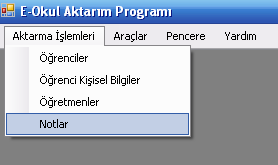 E-Okul Aktarım Programı
Aktarma İşlemleri Araçlar Pencere Yardım
Öğrenciler
Öğrenci Kişisel Bilgiler
Öğretmenler
Notlar